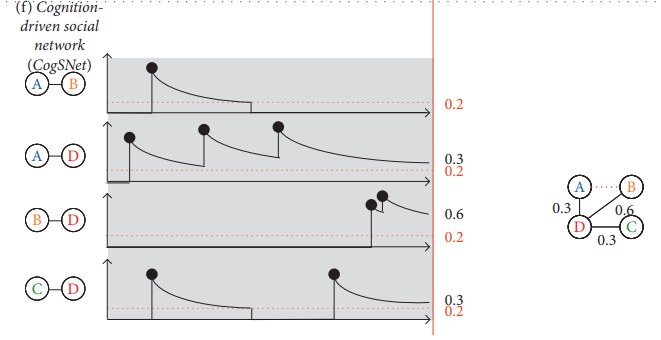 (f) Cognition-
driven social
network
(CogSNet)
A B
0.2
A D
0.3
0.2
B D
0.6
0.2
C D
0.3
0.2
A B
0.3 0.6
D C
0.3